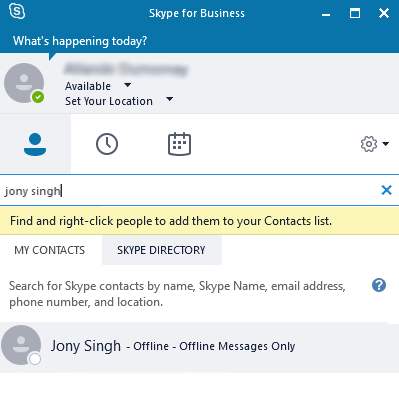 Skype for Business
What's happening today?
Available
Set Your Location
jony singh
Find and right-click people to add them to your Contacts list.
MY CONTACTS SKYPE DIRECTORY
Search for Skype contacts by name, Skype Name, email address,
phone number, and location.
Jony Singh - Offline - Offline Messages Only